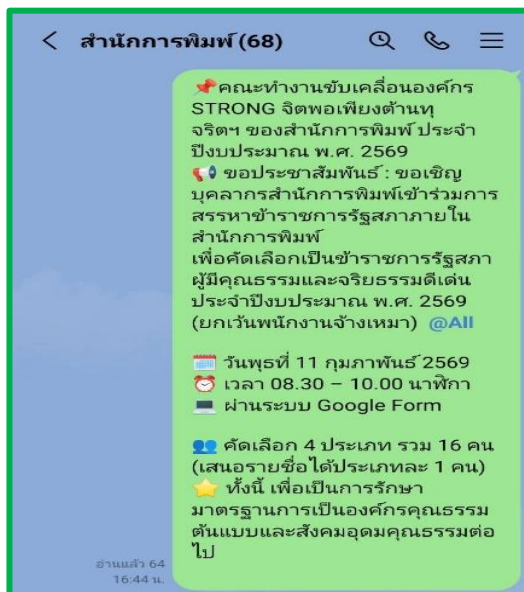 สำนักการพิมพ์ (68)
📌คณะทำงานขับเคลื่อนองค์กร
STRONG จิตพอเพียงต้านทุ
จริตฯ ของสำนักการพิมพ์ ประจำ
ปีงบประมาณ พ.ศ. 2569
📢 ขอประชาสัมพันธ์ : ขอเชิญ
บุคลากรสำนักการพิมพ์เข้าร่วมการ
สรรหาข้าราชการรัฐสภาภายใน
สำนักการพิมพ์
เพื่อคัดเลือกเป็นข้าราชการรัฐสภา
ผู้มีคุณธรรมและจริยธรรมดีเด่น
ประจำปีงบประมาณ พ.ศ. 2569
(ยกเว้นพนักงานจ้างเหมา) @All
🗓️ วันพุธที่ 11 กุมภาพันธ์ 2569
⏰ เวลา 08.30 – 10.00 นาฬิกา
💻 ผ่านระบบ Google Form
👥 คัดเลือก 4 ประเภท รวม 16 คน
(เสนอรายชื่อได้ประเภทละ 1 คน)
⭐ ทั้งนี้ เพื่อเป็นการรักษา
มาตรฐานการเป็นองค์กรคุณธรรม
ต้นแบบและสังคมอุดมคุณธรรมต่อ
ไป
อ่านแล้ว 64
16:44 น.